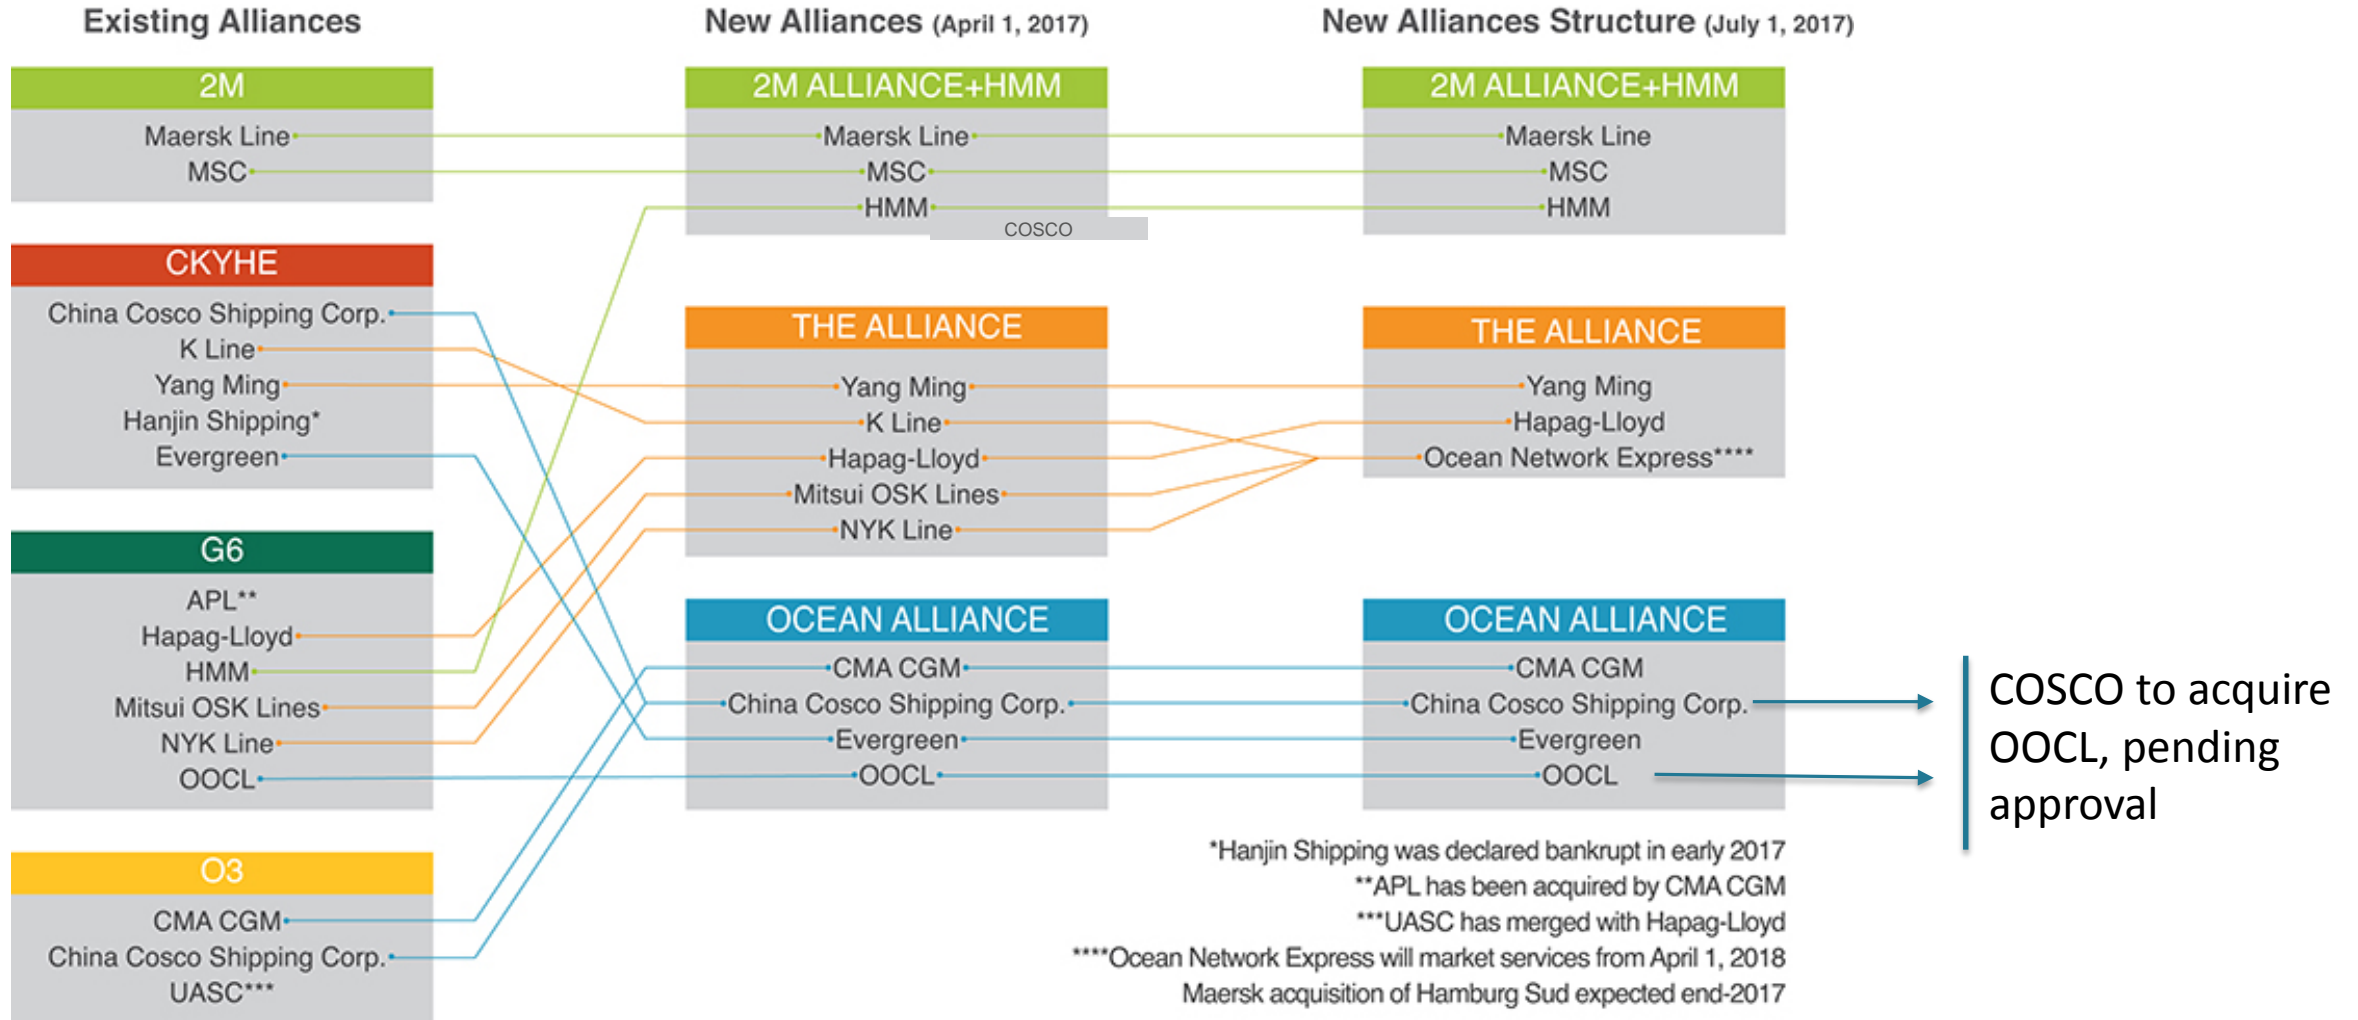 Existing Alliances
2M
Maersk Line
MSC
CKYHE
China Cosco Shipping Corp.
K Line
Yang Ming
Hanjin Shipping*
Evergreen
G6
APL**
Hapag-Lloyd
HMM
Mitsui OSK Lines
NYK Line
OOCL
O3
CMA CGM
China Cosco Shipping Corp.
UASC***
New Alliances (April 1, 2017)
2M ALLIANCE+HMM
Maersk Line
MSC
HMM
COSCO
THE ALLIANCE
Yang Ming
K Line
Hapag-Lloyd
Mitsui OSK Lines
NYK Line
OCEAN ALLIANCE
CMA CGM
China Cosco Shipping Corp.
Evergreen
OOCL
New Alliances Structure (July 1, 2017)
2M ALLIANCE+HMM
Maersk Line
MSC
HMM
THE ALLIANCE
Yang Ming
Hapag-Lloyd
Ocean Network Express****
OCEAN ALLIANCE
CMA CGM
China Cosco Shipping Corp.
Evergreen
OOCL
COSCO to acquire
OOCL, pending
approval
*Hanjin Shipping was declared bankrupt in early 2017
**APL has been acquired by CMA CGM
***UASC has merged with Hapag-Lloyd
****Ocean Network Express will market services from April 1, 2018
Maersk acquisition of Hamburg Sud expected end-2017